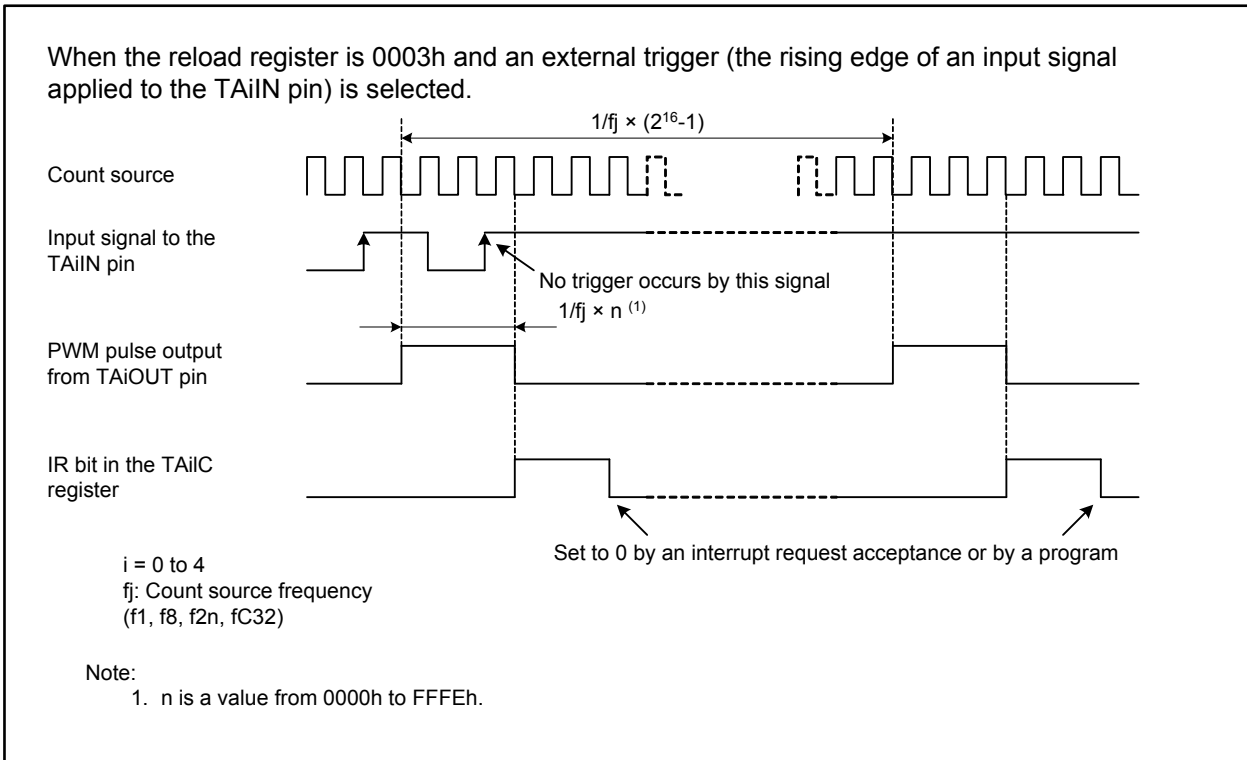 When the reload register is 0003h and an external trigger (the rising edge of an input signal
applied to the TAiIN pin) is selected.
1/fj × (2¹⁶-1)
Count source
Input signal to the
TAiIN pin
No trigger occurs by this signal
1/fj × n ⁽¹⁾
PWM pulse output
from TAiOUT pin
IR bit in the TAiIC
register
Set to 0 by an interrupt request acceptance or by a program
i = 0 to 4
fj: Count source frequency
(f1, f8, f2n, fC32)
Note:
1. n is a value from 0000h to FFFEh.